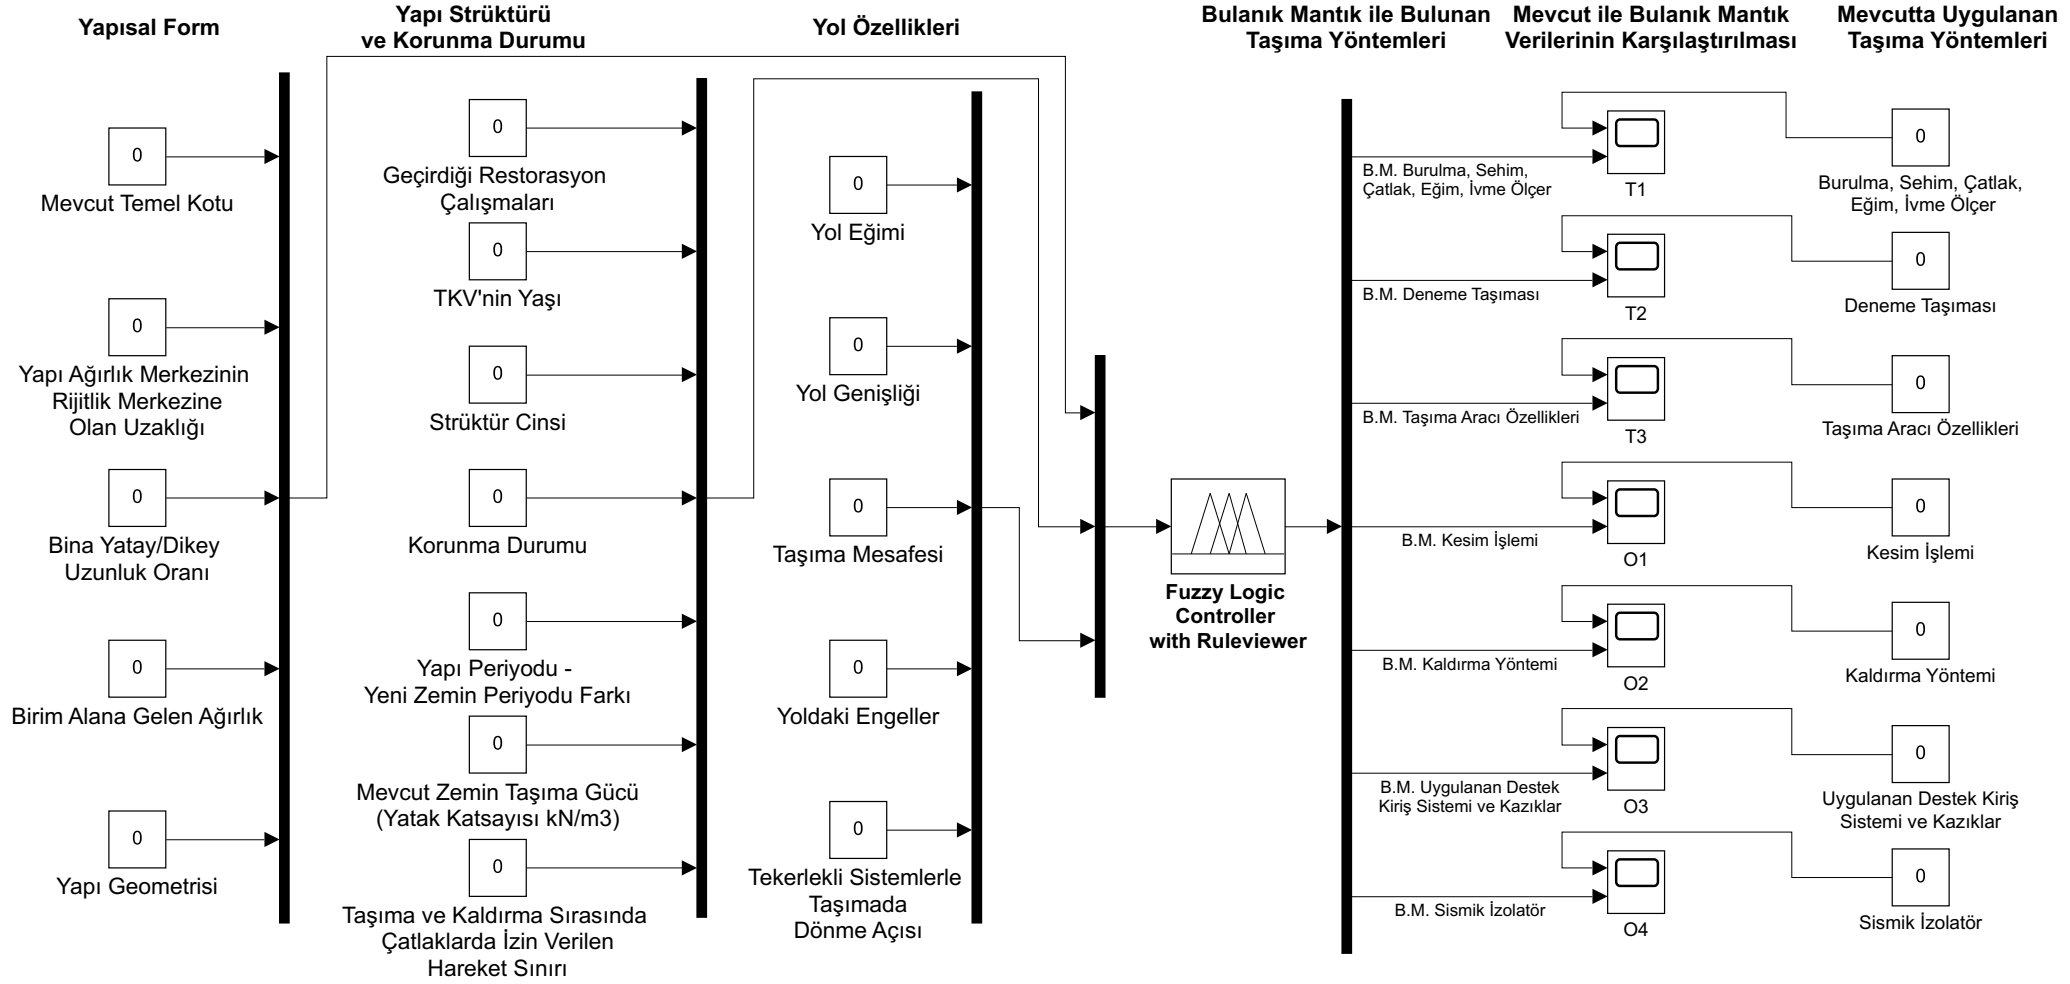 Yapısal Form
0
Mevcut Temel Kotu
0
Yapı Ağırlık Merkezinin
Rijitlik Merkezine
Olan Uzaklığı
0
Bina Yatay/Dikey
Uzunluk Oranı
0
Birim Alana Gelen Ağırlık
0
Yapı Geometrisi
Yapı Strüktürü
ve Korunma Durumu
0
Geçirdiği Restorasyon
Çalışmaları
0
TKV'nin Yaşı
0
Strüktür Cinsi
0
Korunma Durumu
0
Yapı Periyodu -
Yeni Zemin Periyodu Farkı
0
Mevcut Zemin Taşıma Gücü
(Yatak Katsayısı kN/m3)
0
Taşıma ve Kaldırma Sırasında
Çatlaklarda İzin Verilen
Hareket Sınırı
Yol Özellikleri
0
Yol Eğimi
0
Yol Genişliği
0
Taşıma Mesafesi
0
Yoldaki Engeller
0
Tekerlekli Sistemlerle
Taşımada
Dönme Açısı
Fuzzy Logic
Controller
with Ruleviewer
Bulanık Mantık ile Bulunan
Taşıma Yöntemleri
B.M. Burulma, Sehim,
Çatlak, Eğim, İvme Ölçer
B.M. Deneme Taşıması
B.M. Taşıma Aracı Özellikleri
B.M. Kesim İşlemi
B.M. Kaldırma Yöntemi
B.M. Uygulanan Destek
Kiriş Sistemi ve Kazıklar
B.M. Sismik İzolatör
Mevcut ile Bulanık Mantık
Verilerinin Karşılaştırılması
T1
T2
T3
O1
O2
O3
O4
Mevcutta Uygulanan
Taşıma Yöntemleri
0
Burulma, Sehim, Çatlak,
Eğim, İvme Ölçer
0
Deneme Taşıması
0
Taşıma Aracı Özellikleri
0
Kesim İşlemi
0
Kaldırma Yöntemi
0
Uygulanan Destek Kiriş
Sistemi ve Kazıklar
0
Sismik İzolatör